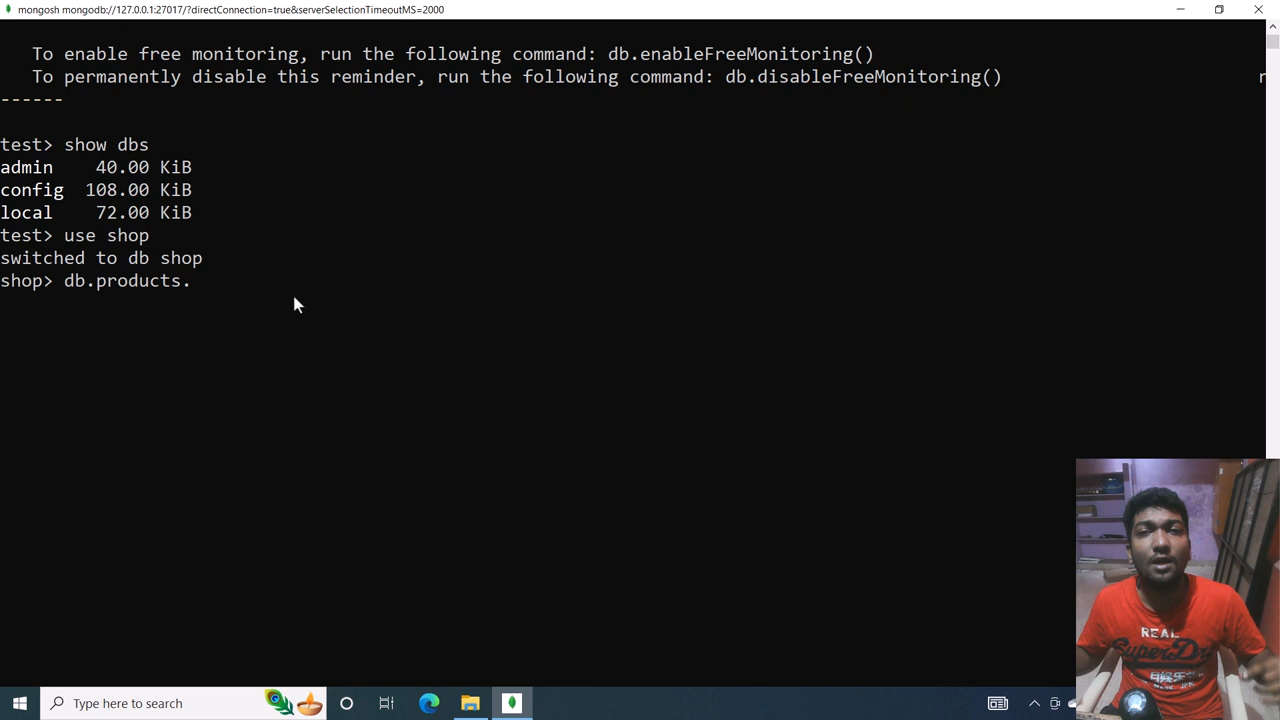 mongosh mongodb://127.0.0.1:27017/?directConnection=true&serverSelectionTimeoutMS=2000
To enable free monitoring, run the following command: db.enableFreeMonitoring()
To permanently disable this reminder, run the following command: db.disableFreeMonitoring()
------
test> show dbs
admin 40.00 KiB
config 108.00 KiB
local 72.00 KiB
test> use shop
switched to db shop
shop> db.products.
REAL
Type here to search